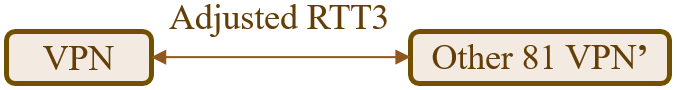 Adjusted RTT3
VPN
Other 81 VPN’